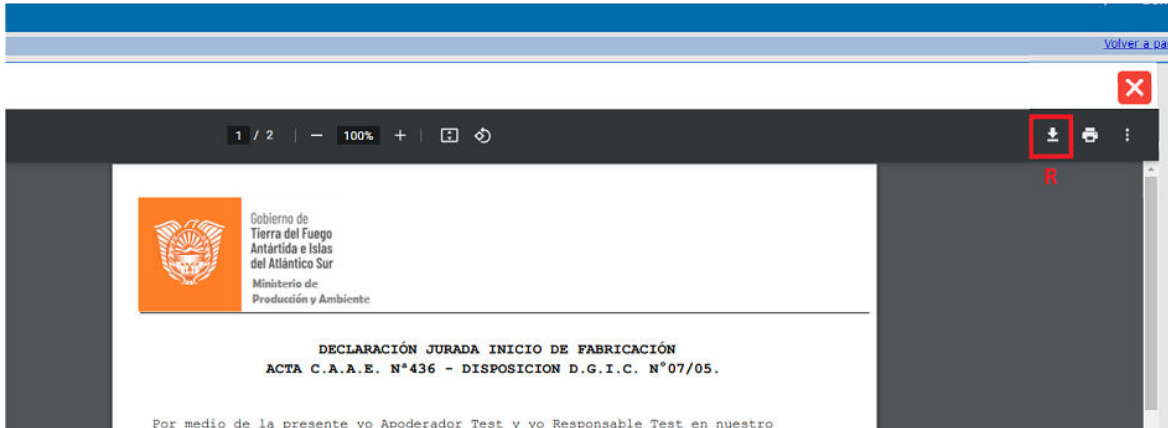 Volver a pa
1 / 2 | − 100% + |
R
Gobierno de
Tierra del Fuego
Antártida e Islas
del Atlántico Sur
Ministerio de
Producción y Ambiente
DECLARACIÓN JURADA INICIO DE FABRICACIÓN
ACTA C.A.A.E. Nª436 - DISPOSICION D.G.I.C. N°07/05.
Por medio de la presente yo Apoderador Test y yo Responsable Test en nuestro